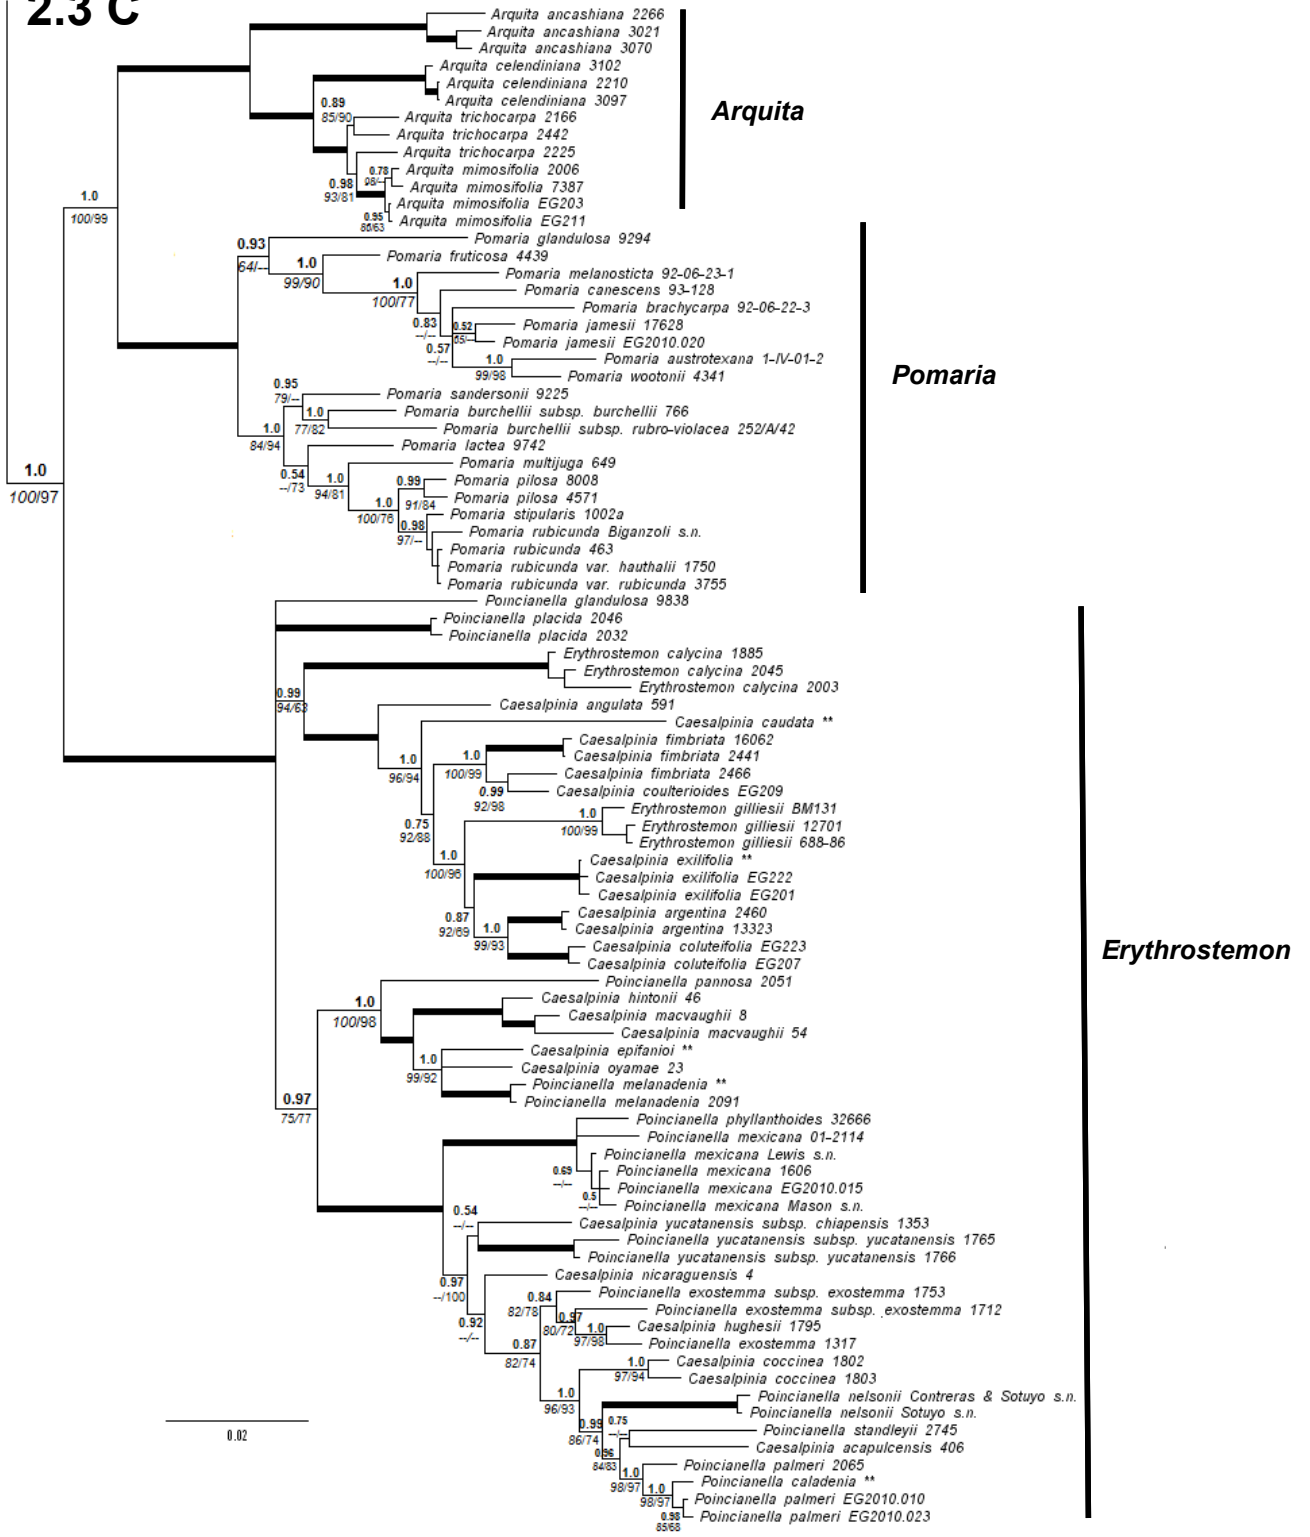 2.3 C
Arquita ancashiana 2266
Arquita ancashiana 3021
Arquita ancashiana 3070
Arquita celendiniana 3102
Arquita celendiniana 2210
Arquita celendiniana 3097
0.89
85/90
Arquita trichocarpa 2166
Arquita trichocarpa 2442
Arquita trichocarpa 2225
0.78
Arquita mimosifolia 2006
0.98
93/81
Arquita mimosifolia 7387
Arquita mimosifolia EG203
0.95
86/63
Arquita mimosifolia EG211
Arquita
1.0
100/99
Pomaria glandulosa 9294
0.93
64/--
Pomaria fruticosa 4439
1.0
99/90
Pomaria melanosticta 92-06-23-1
1.0
100/77
Pomaria canescens 93-128
Pomaria brachycarpa 92-06-22-3
0.83
--/--
0.52
Pomaria jamesii 17628
Pomaria jamesii EG2010.020
0.57
--/--
Pomaria austrotexana 1-IV-01-2
1.0
99/98
Pomaria wootonii 4341
Pomaria
0.95
79/--
Pomaria sandersonii 9225
1.0
77/82
Pomaria burchellii subsp. burchellii 766
Pomaria burchellii subsp. rubro-violacea 252/A/42
1.0
84/94
Pomaria lactea 9742
0.54
--/73
Pomaria multijuga 649
1.0
94/81
0.99
91/84
Pomaria pilosa 8008
Pomaria pilosa 4571
1.0
100/76
Pomaria stipularis 1002a
0.98
97/--
Pomaria rubicunda Biganzoli s.n.
Pomaria rubicunda 463
Pomaria rubicunda var. hauthalii 1750
Pomaria rubicunda var. rubicunda 3755
1.0
100/97
Poincianella glandulosa 9838
Poincianella placida 2046
Poincianella placida 2032
Erythrostemon calycina 1885
Erythrostemon calycina 2045
Erythrostemon calycina 2003
0.99
94/63
Caesalpinia angulata 591
Caesalpinia caudata **
1.0
96/94
Caesalpinia fimbriata 16062
Caesalpinia fimbriata 2441
1.0
100/99
Caesalpinia fimbriata 2466
Caesalpinia coulterioides EG209
0.99
92/98
Erythrostemon gilliesii BM131
1.0
100/99
Erythrostemon gilliesii 12701
Erythrostemon gilliesii 688-86
0.75
92/88
1.0
100/96
Caesalpinia exilifolia **
Caesalpinia exilifolia EG222
Caesalpinia exilifolia EG201
0.87
92/69
Caesalpinia argentina 2460
Caesalpinia argentina 13323
1.0
99/93
Caesalpinia coluteifolia EG223
Caesalpinia coluteifolia EG207
Erythrostemon
Poincianella pannosa 2051
1.0
100/98
Caesalpinia hintonii 46
Caesalpinia macvaughii 8
Caesalpinia macvaughii 54
Caesalpinia epifanioi **
1.0
99/92
Caesalpinia oyamae 23
Poincianella melanadenia **
Poincianella melanadenia 2091
0.97
75/77
Poincianella phyllanthoides 32666
Poincianella mexicana 01-2114
Poincianella mexicana Lewis s.n.
0.69
--/--
Poincianella mexicana 1606
Poincianella mexicana EG2010.015
0.5
--/--
Poincianella mexicana Mason s.n.
0.54
--/--
Caesalpinia yucatanensis subsp. chiapensis 1353
Poincianella yucatanensis subsp. yucatanensis 1765
Poincianella yucatanensis subsp. yucatanensis 1766
0.97
--/100
Caesalpinia nicaraguensis 4
0.84
82/78
Poincianella exostemma subsp. exostemma 1753
Poincianella exostemma subsp. exostemma 1712
0.97
80/72
1.0
97/98
Caesalpinia hughesii 1795
Poincianella exostemma 1317
0.92
--/--
0.87
82/74
1.0
97/94
Caesalpinia coccinea 1802
Caesalpinia coccinea 1803
1.0
96/93
Poincianella nelsonii Contreras & Sotuyo s.n.
Poincianella nelsonii Sotuyo s.n.
0.99
86/74
0.75
--/--
Poincianella standleyii 2745
Caesalpinia acapulcensis 406
0.96
84/83
Poincianella palmeri 2065
1.0
98/97
Poincianella caladenia **
1.0
98/97
Poincianella palmeri EG2010.010
0.98
85/68
Poincianella palmeri EG2010.023
0.02